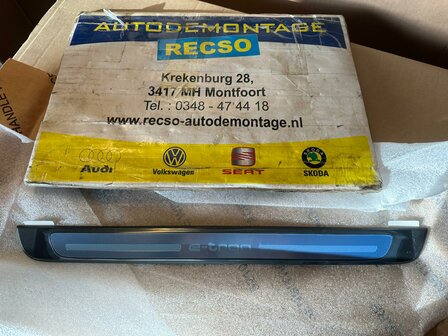 AUTODEMONTAGE
RECSO
Krekenburg 28,
3417 MH Montfoort
Tel. : 0348 - 47 44 18
www.recso-autodemontage.nl
Audi
Volkswagen
SEAT
SKODA
HANDLE